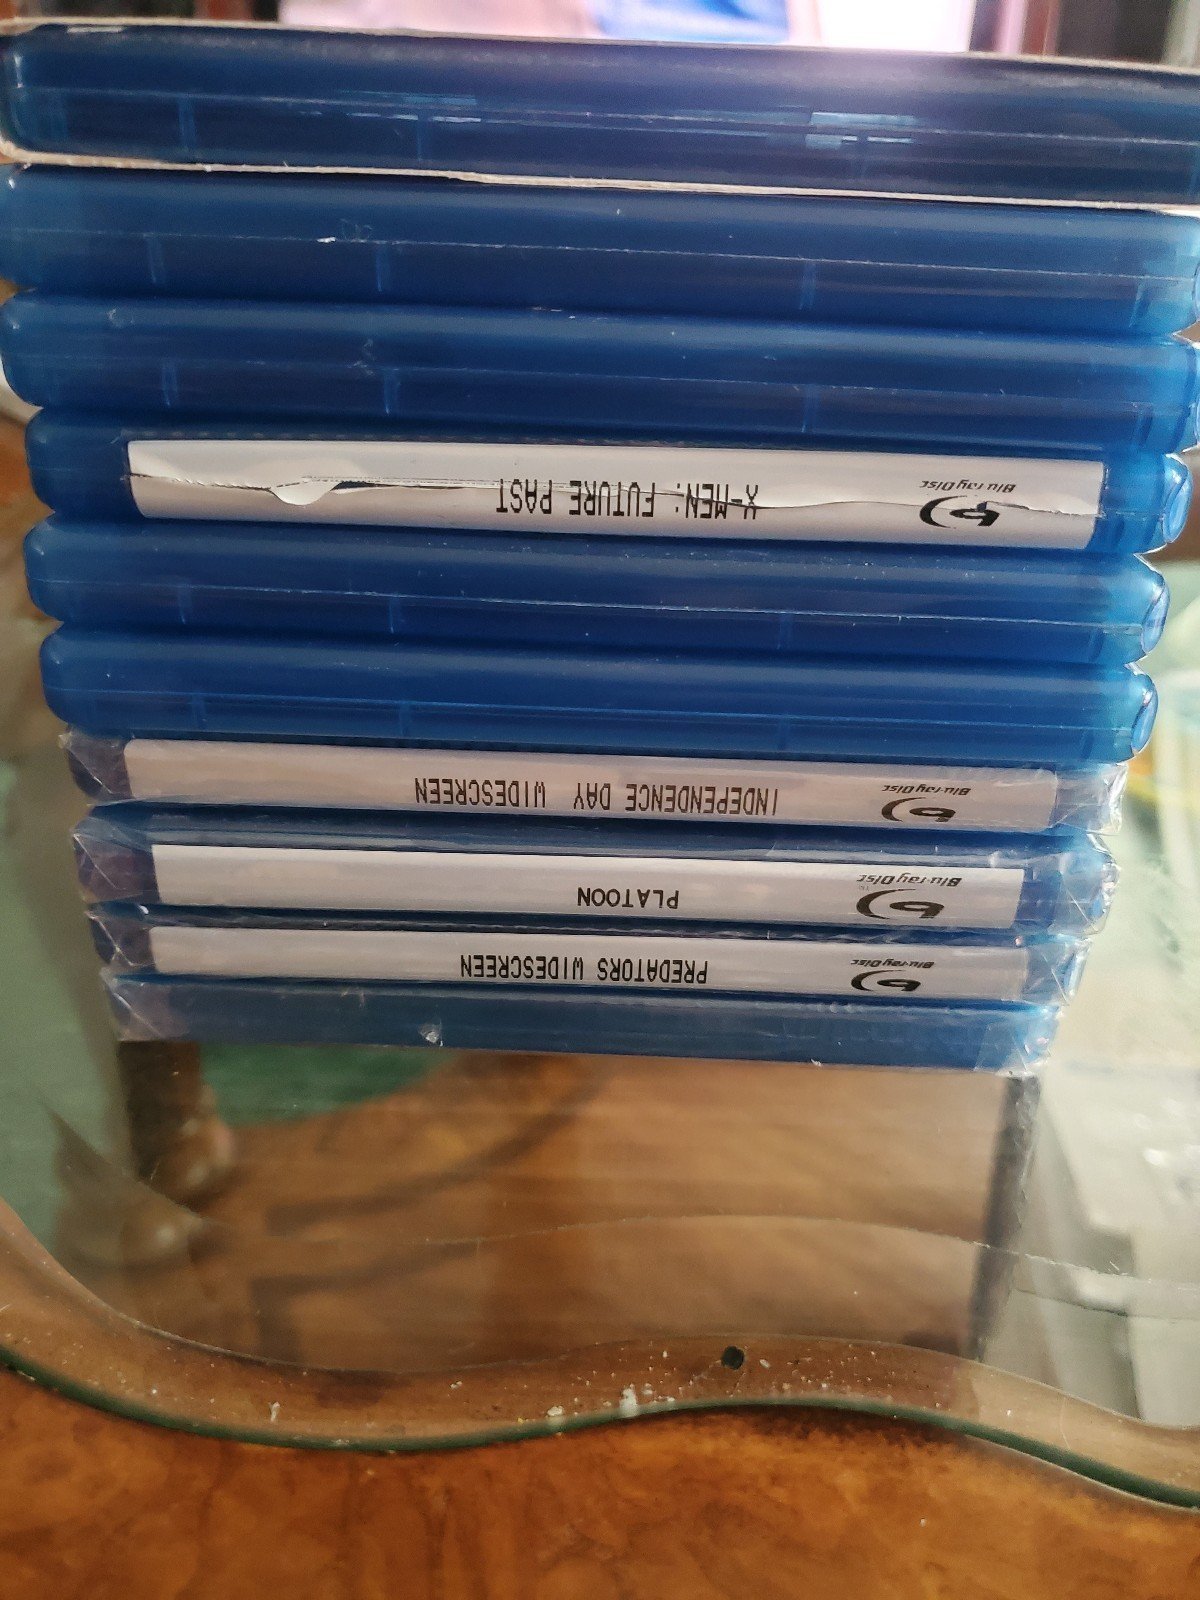 X-MEN: FUTURE PAST
Blu-ray Disc
INDEPENDENCE DAY WIDESCREEN
Blu-ray Disc
PLATOON
Blu-ray Disc
PREDATORS WIDESCREEN
Blu-ray Disc